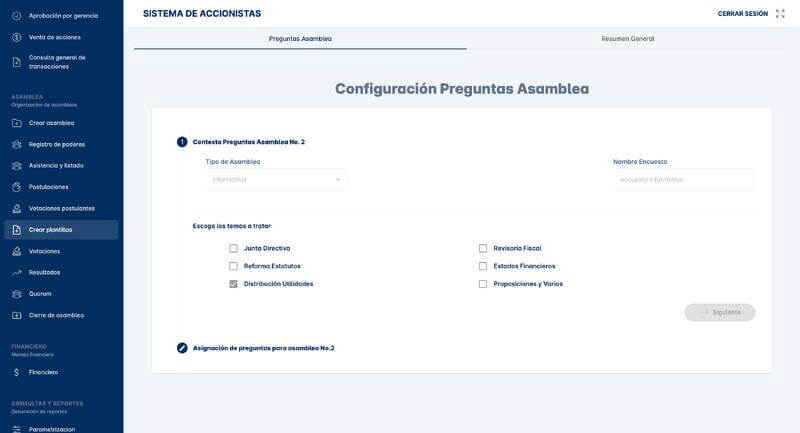 Aprobación por gerencia
Venta de acciones
Consulta general de
transacciones
ASAMBLEA
Organizacion de asambleas
Crear asamblea
Registro de poderes
Asistencia y listado
Postulaciones
Votaciones postulantes
Crear plantillas
Votaciones
Resultados
Quorum
Cierre de asamblea
FINANCIERO
Manejo financiero
Financiero
CONSULTAS Y REPORTES
Generación de reportes
Parametrizacion
SISTEMA DE ACCIONISTAS
CERRAR SESIÓN
Preguntas Asamblea
Resumen General
Configuración Preguntas Asamblea
1 Contexto Preguntas Asamblea No. 2
Tipo de Asamblea
Nombre Encuesta
Informativa
encuesta informativa
Escoge los temas a tratar
Junta Directiva
Revisoría Fiscal
Reforma Estatutos
Estados Financieros
Distribución Utilidades
Proposiciones y Varios
Siguiente
Asignación de preguntas para asamblea No.2